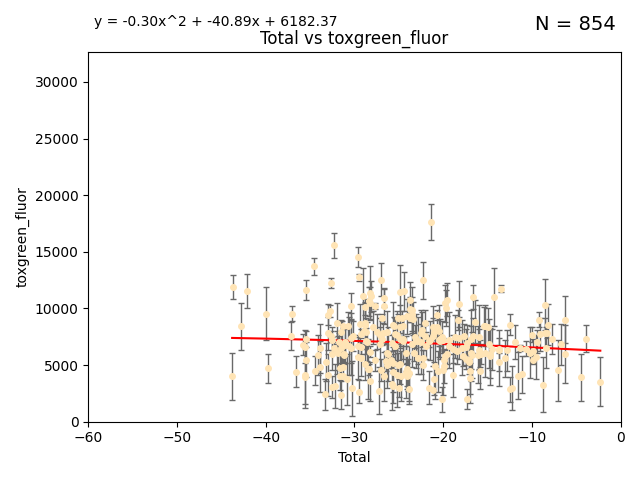 y = -0.30x^2 + -40.89x + 6182.37
N = 854
Total vs toxgreen_fluor
30000
25000
20000
15000
10000
5000
0
toxgreen_fluor
−60
−50
−40
−30
−20
−10
0
Total